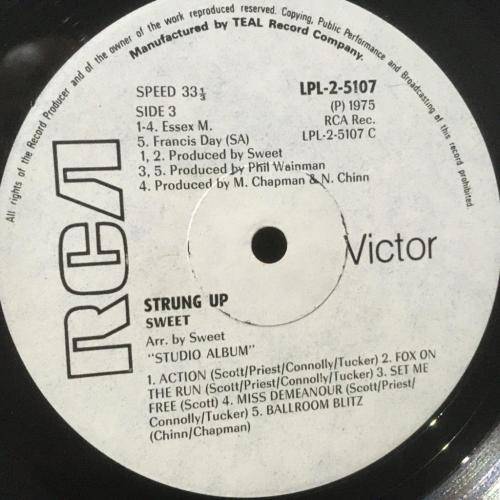 All rights of the Record Producer and of the owner of the work reproduced reserved. Copying, Public Performance and Broadcasting of this record prohibited.
Manufactured by TEAL Record Company.
SPEED 33⅓
SIDE 3
1-4. Essex M.
5. Francis Day (SA)
1, 2. Produced by Sweet
3, 5. Produced by Phil Wainman
4. Produced by M. Chapman & N. Chinn
LPL-2-5107
(P) 1975
RCA Rec.
LPL-2-5107 C
RCA
Victor
STRUNG UP
SWEET
Arr. by Sweet
"STUDIO ALBUM"
1. ACTION (Scott/Priest/Connolly/Tucker) 2. FOX ON
THE RUN (Scott/Priest/Connolly/Tucker) 3. SET ME
FREE (Scott) 4. MISS DEMEANOUR (Scott/Priest/
Connolly/Tucker) 5. BALLROOM BLITZ
(Chinn/Chapman)